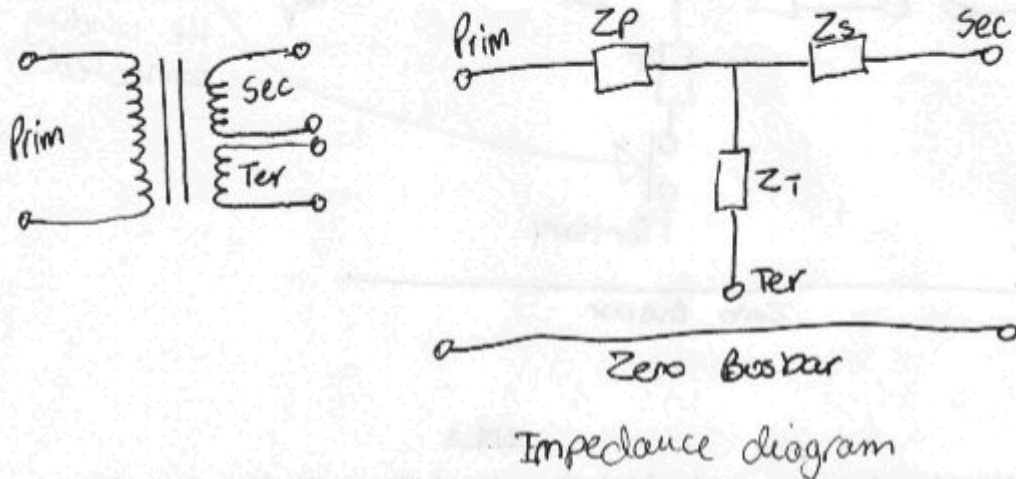 Prim
Sec
Ter
Prim
ZP
Zs
Sec
ZT
Ter
Zero Busbar
Impedance diagram